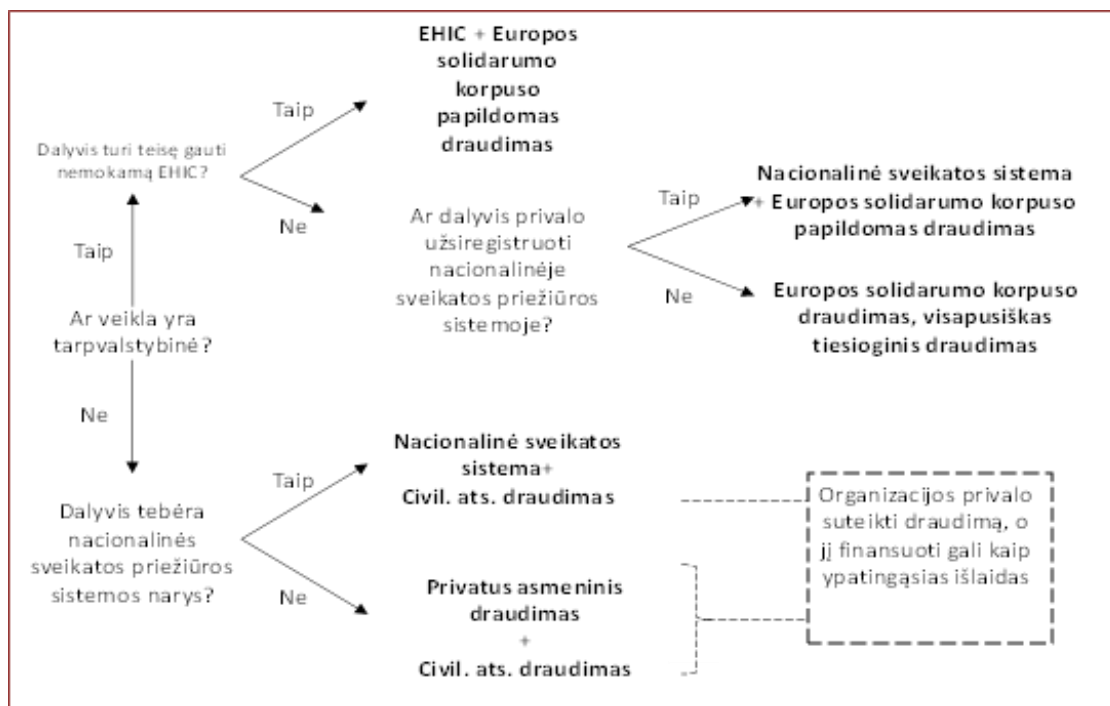 EHIC + Europos
solidarumo
korpuso
papildomas
draudimas
Taip
Dalyvis turi teisę gauti
nemokamą EHIC?
Ne
Ar dalyvis privalo
užsiregistruoti
nacionalinėje
sveikatos priežiūros
sistemoje?
Taip
Nacionalinė sveikatos sistema
+ Europos solidarumo korpuso
papildomas draudimas
Ne
Europos solidarumo korpuso
draudimas, visapusiškas
tiesioginis draudimas
Taip
Ar veikla yra
tarpvalstybinė?
Ne
Dalyvis tebėra
nacionalinės
sveikatos priežiūros
sistemos narys?
Taip
Nacionalinė sveikatos
sistema+
Civil. ats. draudimas
Ne
Privatus asmeninis
draudimas
+
Civil. ats. draudimas
Organizacijos privalo
suteikti draudimą, o
jį finansuoti gali kaip
ypatingąsias išlaidas